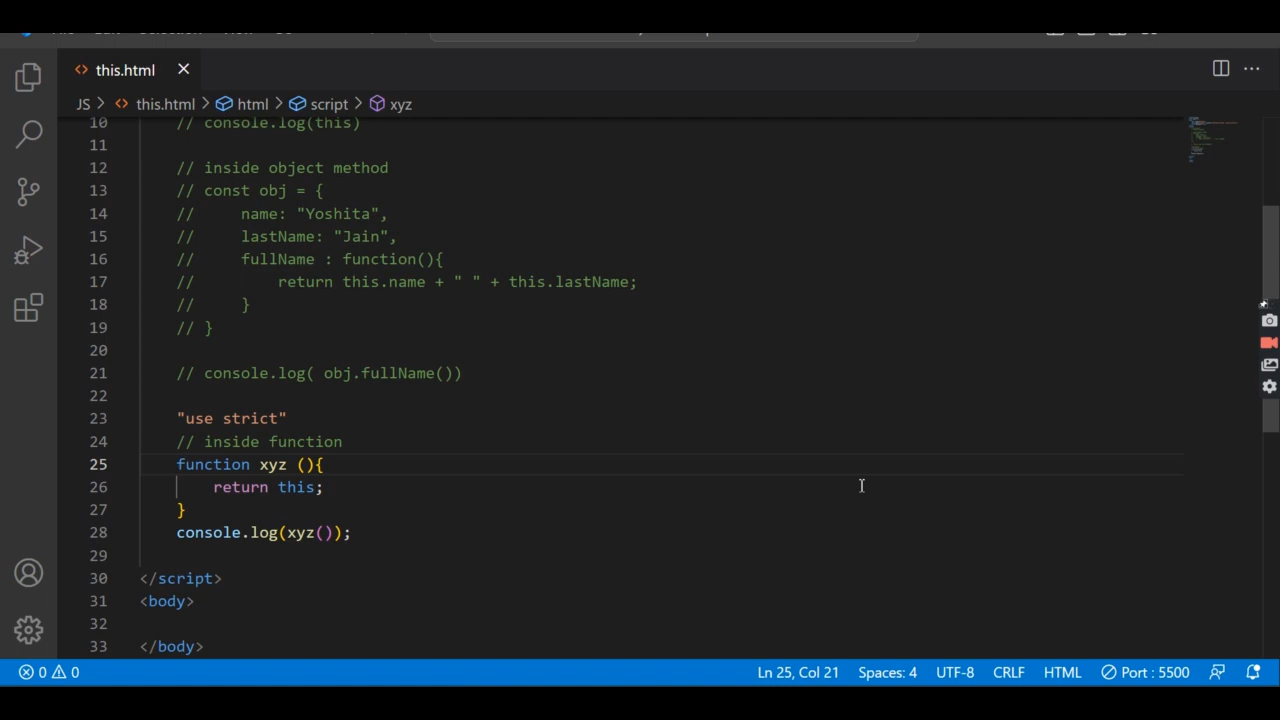 this.html
JS > this.html > html > script > xyz
10 // console.log(this)
11
12 // inside object method
13 // const obj = {
14 //     name: "Yoshita",
15 //     lastName: "Jain",
16 //     fullName : function(){
17 //         return this.name + " " + this.lastName;
18 //     }
19 // }
20
21 // console.log( obj.fullName())
22
23 "use strict"
24 // inside function
25 function xyz (){
26     return this;
27 }
28 console.log(xyz());
29
30 </script>
31 <body>
32
33 </body>
0 0 Ln 25, Col 21 Spaces: 4 UTF-8 CRLF HTML Port : 5500